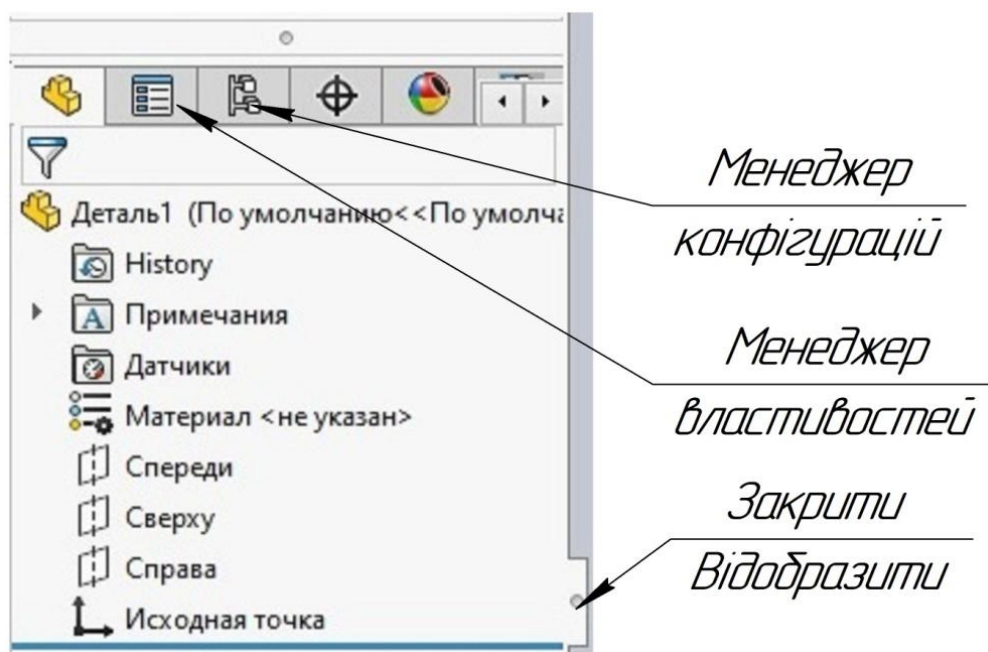 Деталь1 (По умолчанию<<По умолча
History
Примечания
Датчики
Материал <не указан>
Спереди
Сверху
Справа
Исходная точка
Менеджер
конфігурацій
Менеджер
властивостей
Закрити
Відобразити